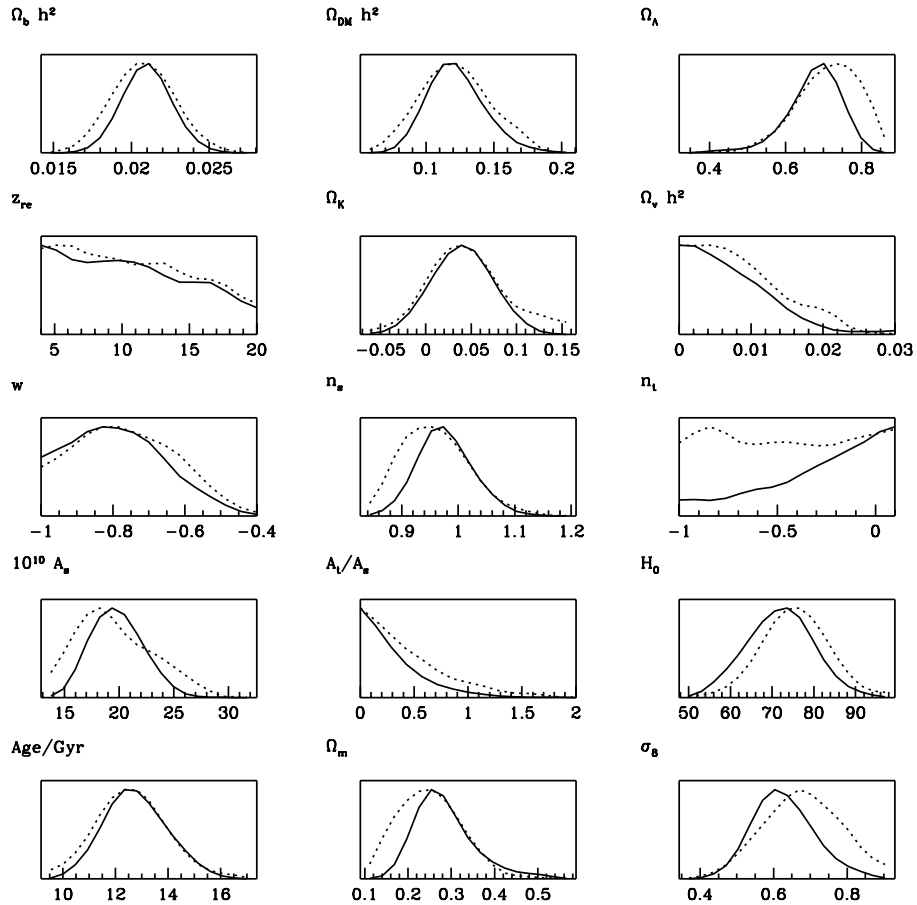 Ω_b h² Ω_DM h² Ω_Λ
0.015 0.02 0.025 0.1 0.15 0.2 0.4 0.6 0.8
z_re Ω_K Ω_ν h²
5 10 15 20 −0.05 0 0.05 0.1 0.15 0 0.01 0.02 0.03
w n_s n_t
−1 −0.8 −0.6 −0.4 0.9 1 1.1 1.2 −1 −0.5 0
10¹⁰ A_s A_t/A_s H_0
15 20 25 30 0 0.5 1 1.5 2 50 60 70 80 90
Age/Gyr Ω_m σ_8
10 12 14 16 0.1 0.2 0.3 0.4 0.5 0.4 0.6 0.8